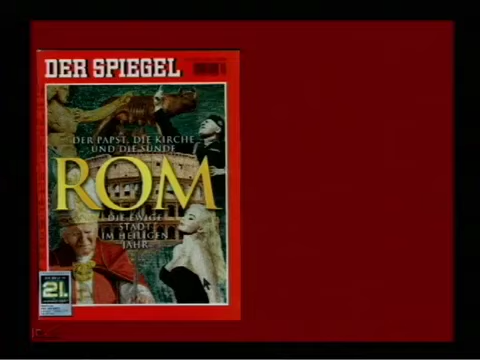 DER SPIEGEL
DER PAPST, DIE KIRCHE
UND DIE SÜNDE
ROM
DIE EWIGE
STADT
IM HEILIGEN
JAHR
21.